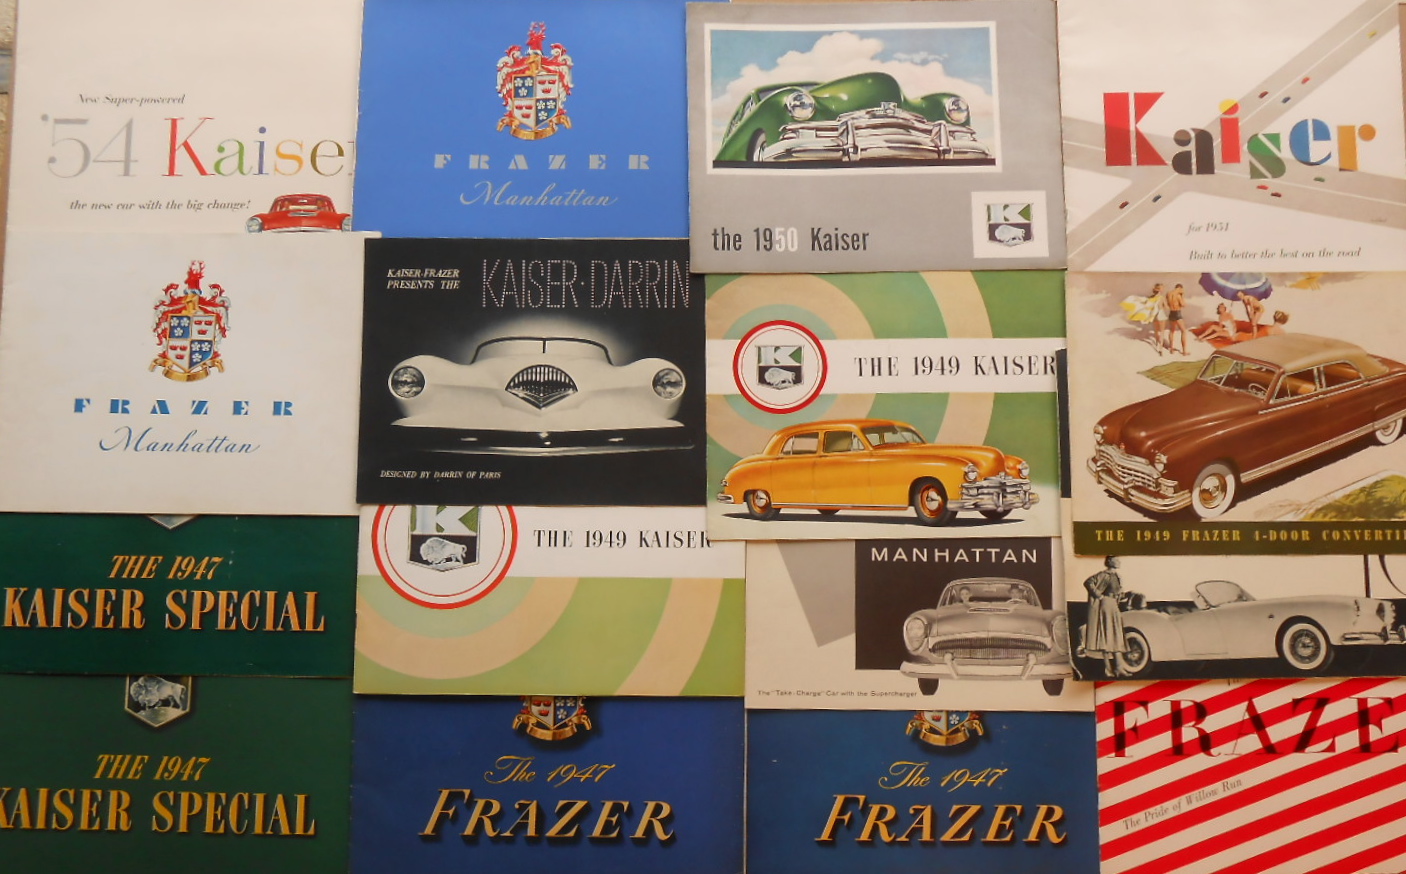 New Super-powered
'54 Kaiser
the new car with the big change!
FRAZER
Manhattan
the 1950 Kaiser
K
Kaiser
for 1951
Built to better the best on the road
FRAZER
Manhattan
KAISER-FRAZER
PRESENTS THE
KAISER·DARRIN
DESIGNED BY DARRIN OF PARIS
K
THE 1949 KAISER
THE 1949 FRAZER 4-DOOR CONVERTI
THE 1947
KAISER SPECIAL
K
THE 1949 KAISER
MANHATTAN
The "Take-Charge" Car with the Supercharger
THE 1947
KAISER SPECIAL
The 1947
FRAZER
The 1947
FRAZER
FRAZE
The Pride of Willow Run